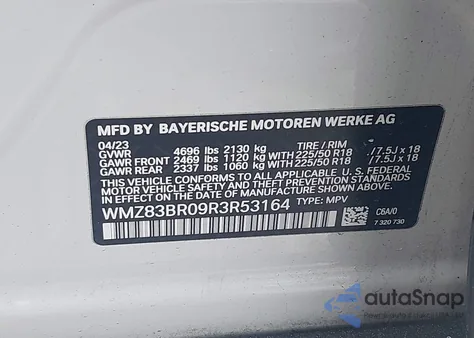 MFD BY BAYERISCHE MOTOREN WERKE AG
04/23 TIRE / RIM
GVWR 4696 lbs 2130 kg
GAWR FRONT 2469 lbs 1120 kg WITH 225/50 R18 /7.5J x 18
GAWR REAR 2337 lbs 1060 kg WITH 225/50 R18 /7.5J x 18
THIS VEHICLE CONFORMS TO ALL APPLICABLE FEDERAL
MOTOR VEHICLE SAFETY, BUMPER, AND THEFT PREVENTION
STANDARDS IN EFFECT ON THE DATE OF MANUFACTURE SHOWN ABOVE
WMZ83BR09R3R53164 TYPE: MPV
C6A/0
7 320 730
autoSnap